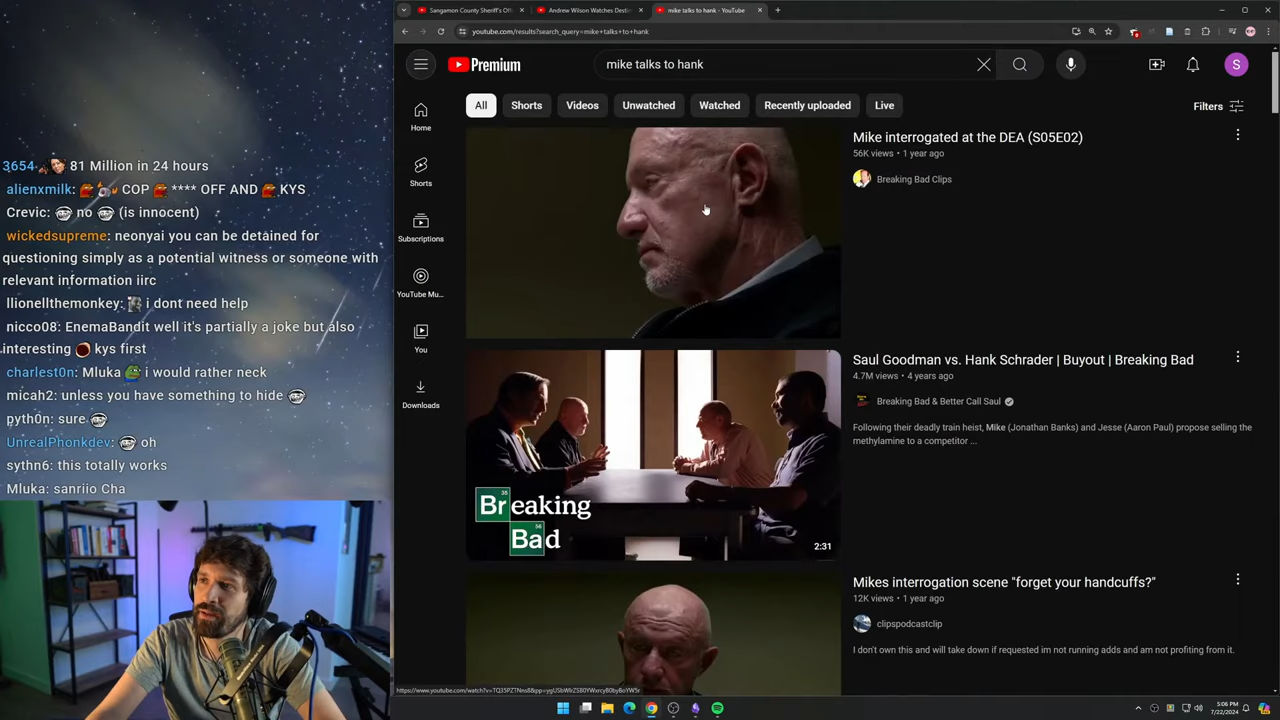 Sangamon County Sheriff's Off
Andrew Wilson Watches Desti
mike talks to hank - YouTube
youtube.com/results?search_query=mike+talks+to+hank
Premium
mike talks to hank
S
All
Shorts
Videos
Unwatched
Watched
Recently uploaded
Live
Filters
Home
Shorts
Subscriptions
YouTube Mu...
You
Downloads
3654: 81 Million in 24 hours
alienxmilk: COP **** OFF AND KYS
Crevic: no (is innocent)
wickedsupreme: neonyai you can be detained for
questioning simply as a potential witness or someone with
relevant information iirc
llionellthemonkey: i dont need help
nicco08: EnemaBandit well it's partially a joke but also
interesting kys first
charlest0n: Mluka i would rather neck
micah2: unless you have something to hide
pyth0n: sure
UnrealPhonkdev: oh
sythn6: this totally works
Mluka: sanriio Cha
Mike interrogated at the DEA (S05E02)
56K views • 1 year ago
Breaking Bad Clips
Saul Goodman vs. Hank Schrader | Buyout | Breaking Bad
4.7M views • 4 years ago
Breaking Bad & Better Call Saul
Following their deadly train heist, Mike (Jonathan Banks) and Jesse (Aaron Paul) propose selling the
methylamine to a competitor ...
Breaking
Bad
2:31
Mikes interrogation scene "forget your handcuffs?"
12K views • 1 year ago
clipspodcastclip
I don't own this and will take down if requested im not running adds and am not profiting from it.
5:06 PM
7/22/2024